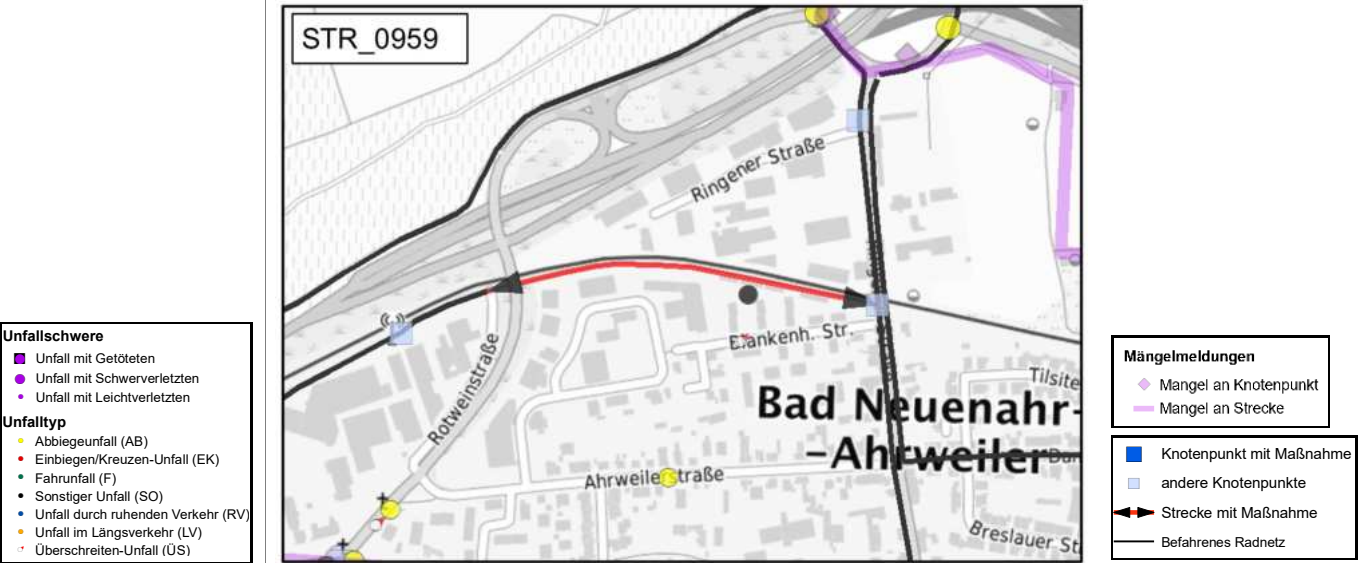 STR_0959
Ringener Straße
Elankenh. Str.
Rotweinstraße
Tilsite
Bad Neuenahr-
-Ahrweiler
Ahrweilerstraße
Breslauer St
Unfallschwere
Unfall mit Getöteten
Unfall mit Schwerverletzten
Unfall mit Leichtverletzten
Unfalltyp
Abbiegeunfall (AB)
Einbiegen/Kreuzen-Unfall (EK)
Fahrunfall (F)
Sonstiger Unfall (SO)
Unfall durch ruhenden Verkehr (RV)
Unfall im Längsverkehr (LV)
Überschreiten-Unfall (ÜS)
Mängelmeldungen
Mangel an Knotenpunkt
Mangel an Strecke
Knotenpunkt mit Maßnahme
andere Knotenpunkte
Strecke mit Maßnahme
Befahrenes Radnetz